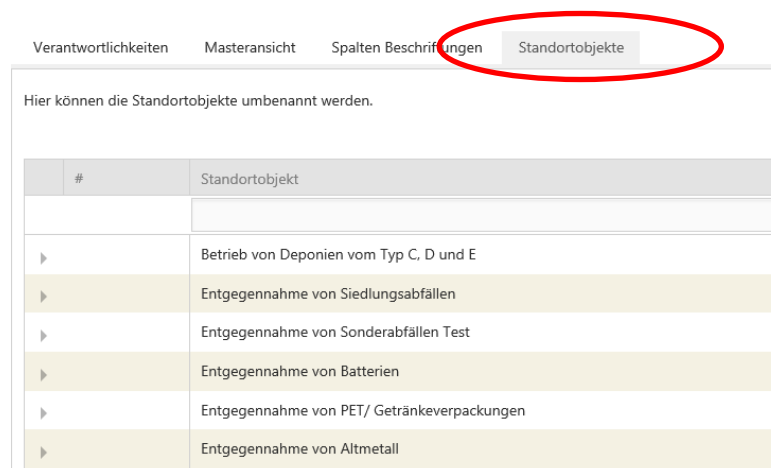 Verantwortlichkeiten Masteransicht Spalten Beschriftungen Standortobjekte
Hier können die Standortobjekte umbenannt werden.
# Standortobjekt
Betrieb von Deponien vom Typ C, D und E
Entgegennahme von Siedlungsabfällen
Entgegennahme von Sonderabfällen Test
Entgegennahme von Batterien
Entgegennahme von PET/ Getränkeverpackungen
Entgegennahme von Altmetall